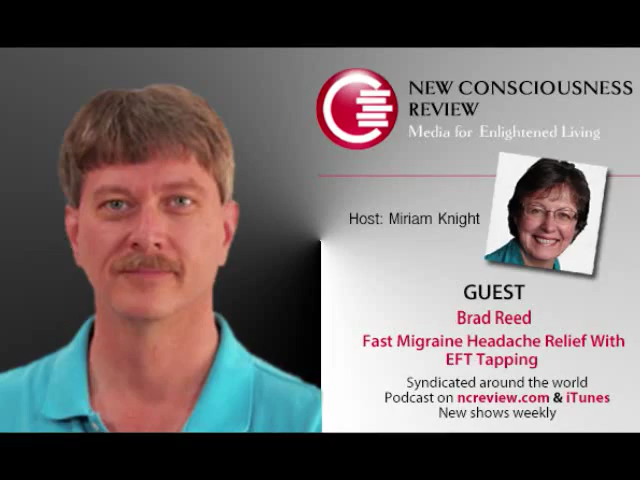 NEW CONSCIOUSNESS
REVIEW
Media for Enlightened Living
Host: Miriam Knight
GUEST
Brad Reed
Fast Migraine Headache Relief With
EFT Tapping
Syndicated around the world
Podcast on ncreview.com & iTunes
New shows weekly